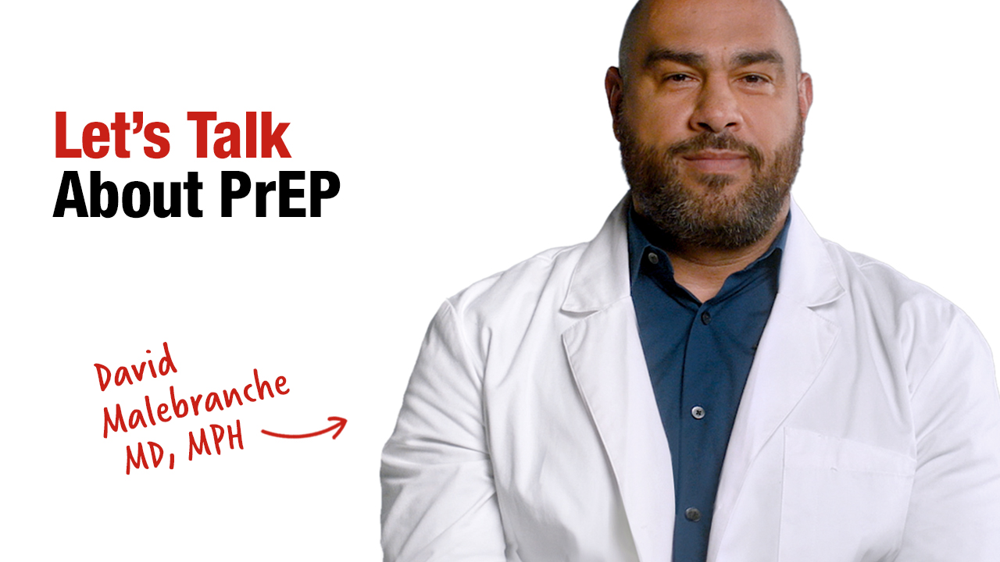 Let’s Talk
About PrEP
David
Malebranche
MD, MPH